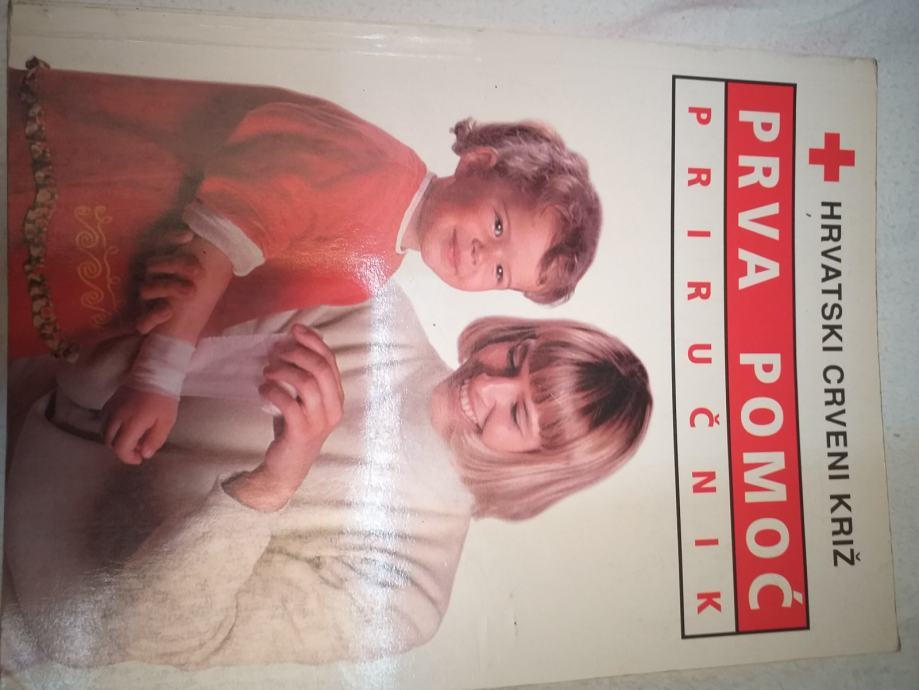 HRVATSKI CRVENI KRIŽ
PRVA POMOĆ
PRIRUČNIK